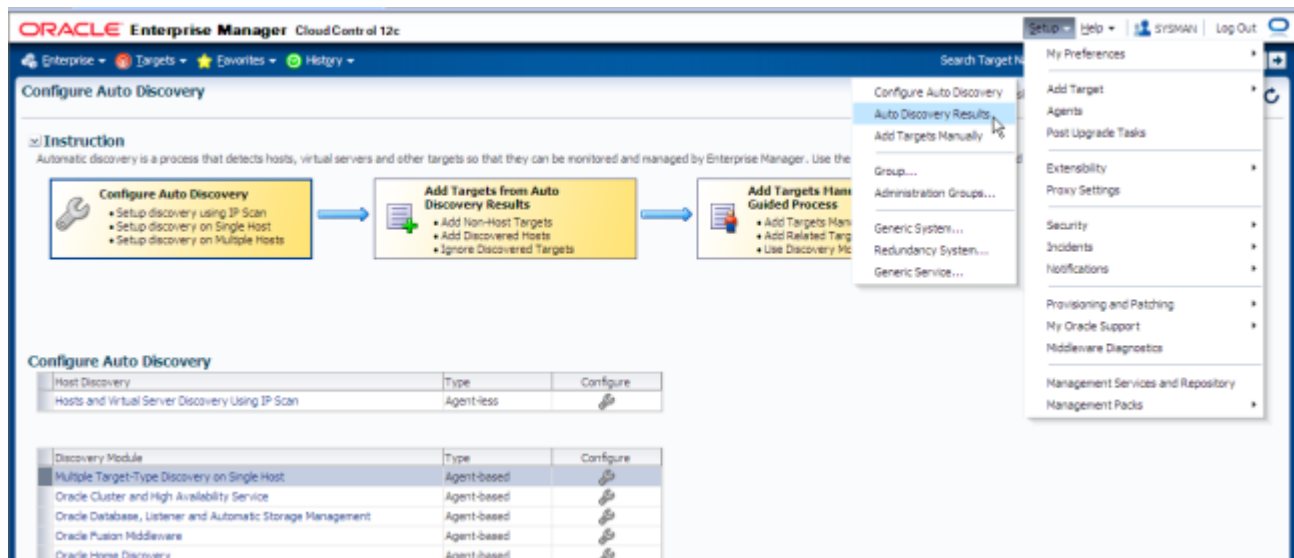 ORACLE Enterprise Manager Cloud Control 12c
Setup Help SYSMAN Log Out
Enterprise Targets Favorites History
Search Target
Configure Auto Discovery
Instruction
Automatic discovery is a process that detects hosts, virtual servers and other targets so that they can be monitored and managed by Enterprise Manager. Use the
Configure Auto Discovery
• Setup discovery using IP Scan
• Setup discovery on Single Host
• Setup discovery on Multiple Hosts
Add Targets from Auto
Discovery Results
• Add Non-Host Targets
• Add Discovered Hosts
• Ignore Discovered Targets
Add Targets
Guided Process
• Add Targets
• Add Related
• Use Discovery
Configure Auto Discovery
Auto Discovery Results
Add Targets Manually
Group...
Administration Groups...
Generic System...
Redundancy System...
Generic Service...
My Preferences
Add Target
Agents
Post Upgrade Tasks
Extensibility
Proxy Settings
Security
Incidents
Notifications
Provisioning and Patching
My Oracle Support
Middleware Diagnostics
Management Services and Repository
Management Packs
Configure Auto Discovery
Host Discovery Type Configure
Hosts and Virtual Server Discovery Using IP Scan Agent-less
Discovery Module Type Configure
Multiple Target-Type Discovery on Single Host Agent-based
Oracle Cluster and High Availability Service Agent-based
Oracle Database, Listener and Automatic Storage Management Agent-based
Oracle Fusion Middleware Agent-based
Oracle Home Discovery Agent-based